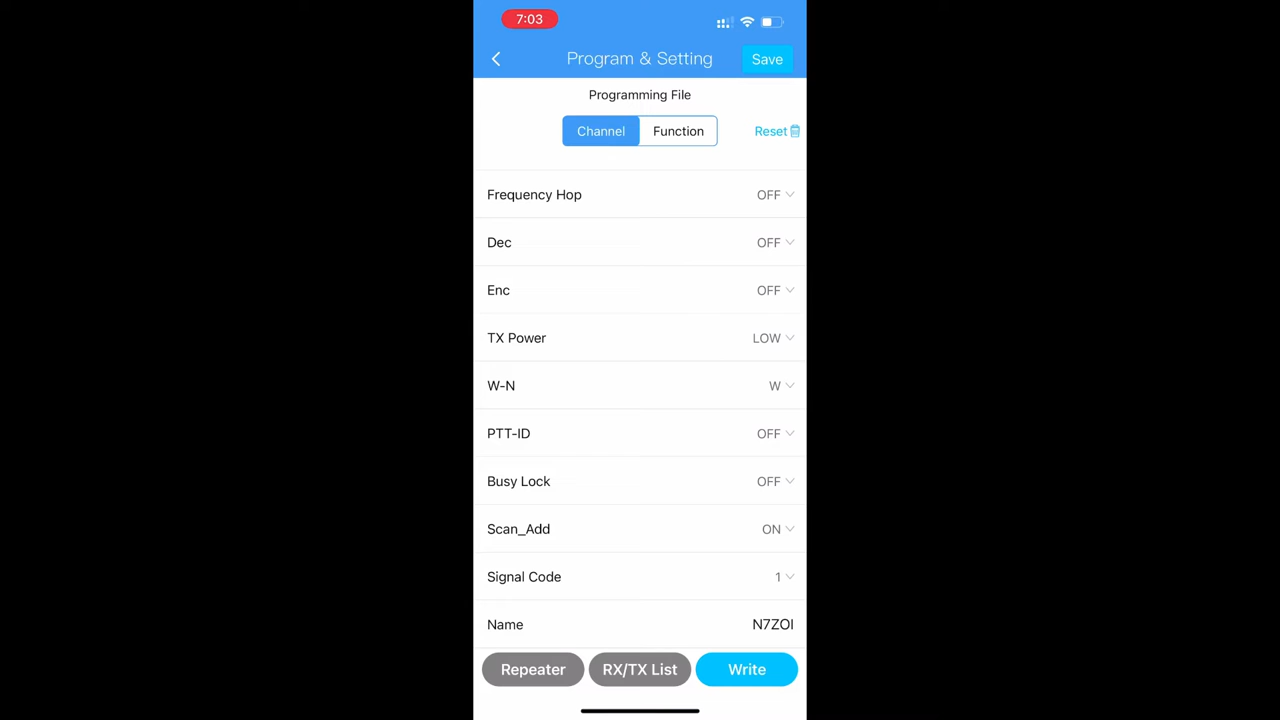 7:03
Program & Setting
Save
Programming File
Channel
Function
Reset
Frequency Hop OFF
Dec OFF
Enc OFF
TX Power LOW
W-N W
PTT-ID OFF
Busy Lock OFF
Scan_Add ON
Signal Code 1
Name N7ZOI
Repeater
RX/TX List
Write